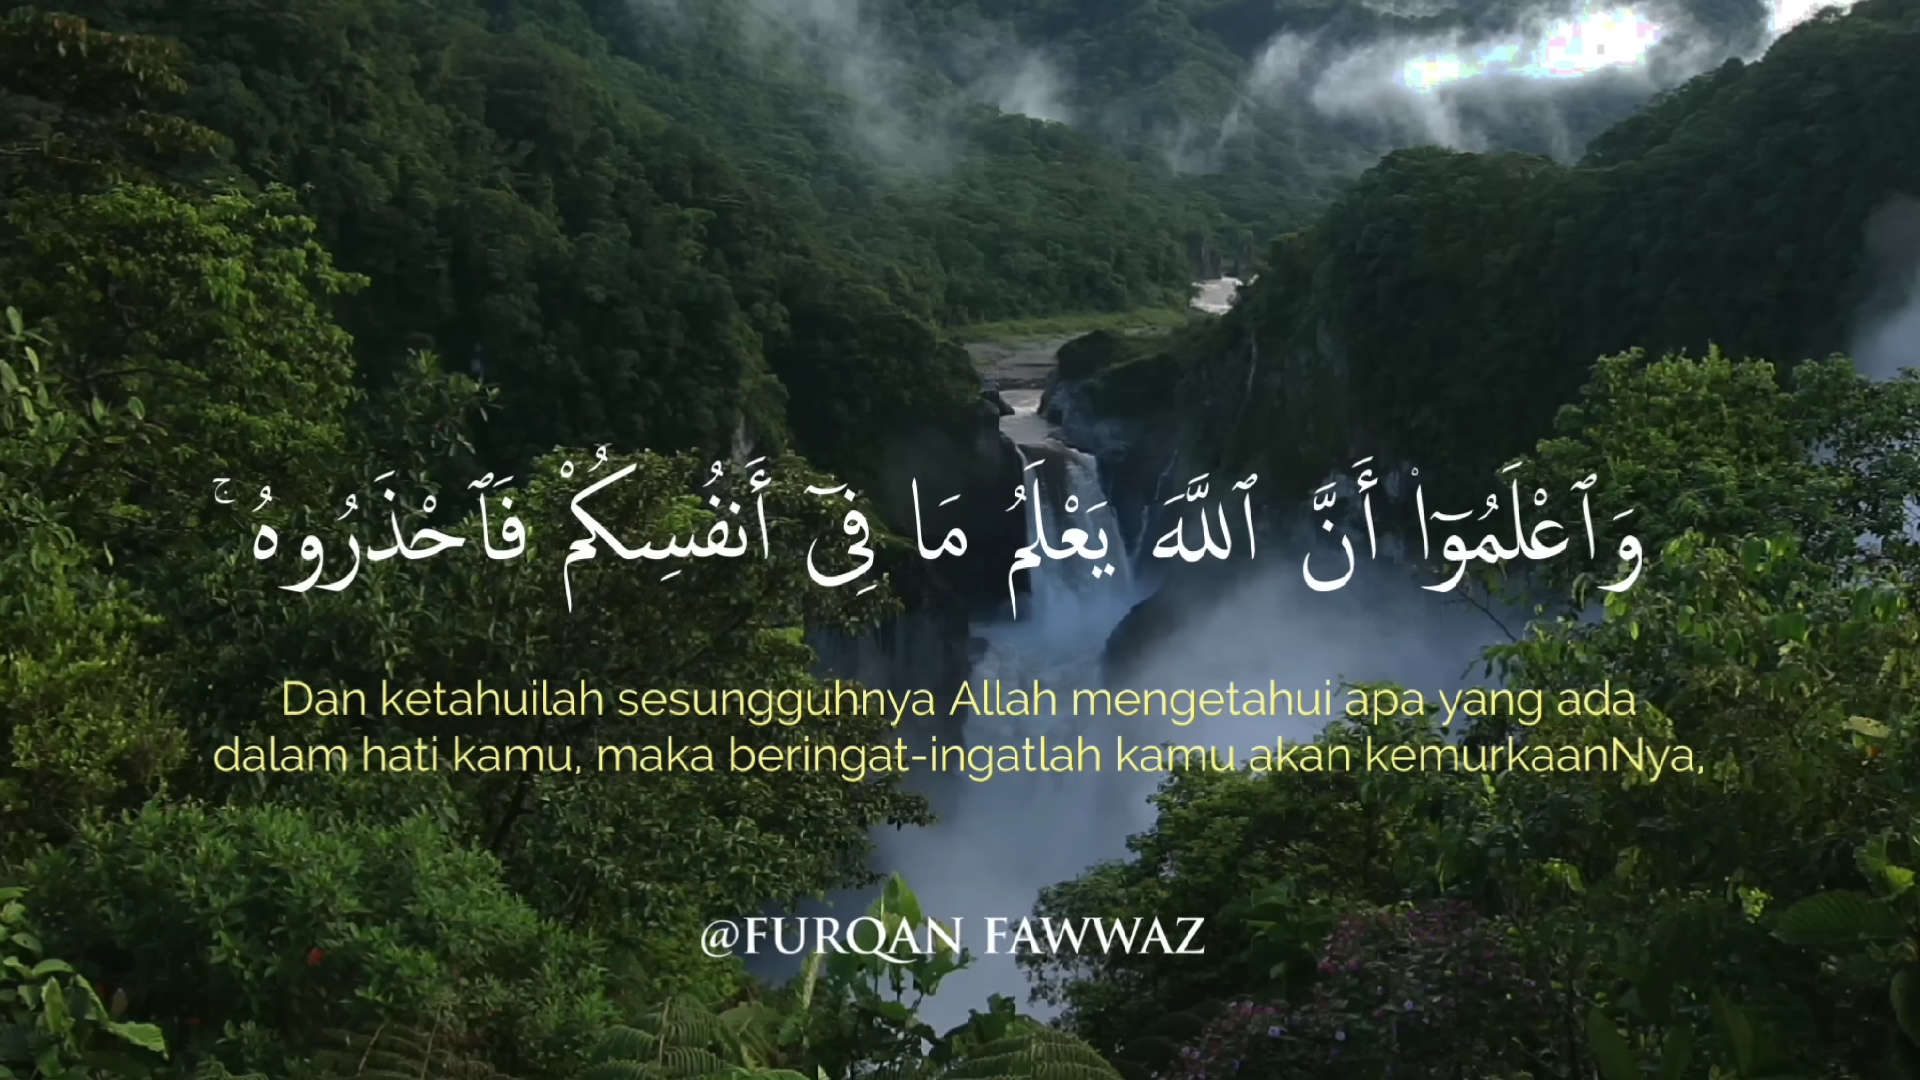 وَٱعْلَمُوٓا۟ أَنَّ ٱللَّهَ يَعْلَمُ مَا فِىٓ أَنفُسِكُمْ فَٱحْذَرُوهُ ۚ
Dan ketahuilah sesungguhnya Allah mengetahui apa yang ada
dalam hati kamu, maka beringat-ingatlah kamu akan kemurkaanNya,
@FURQAN FAWWAZ